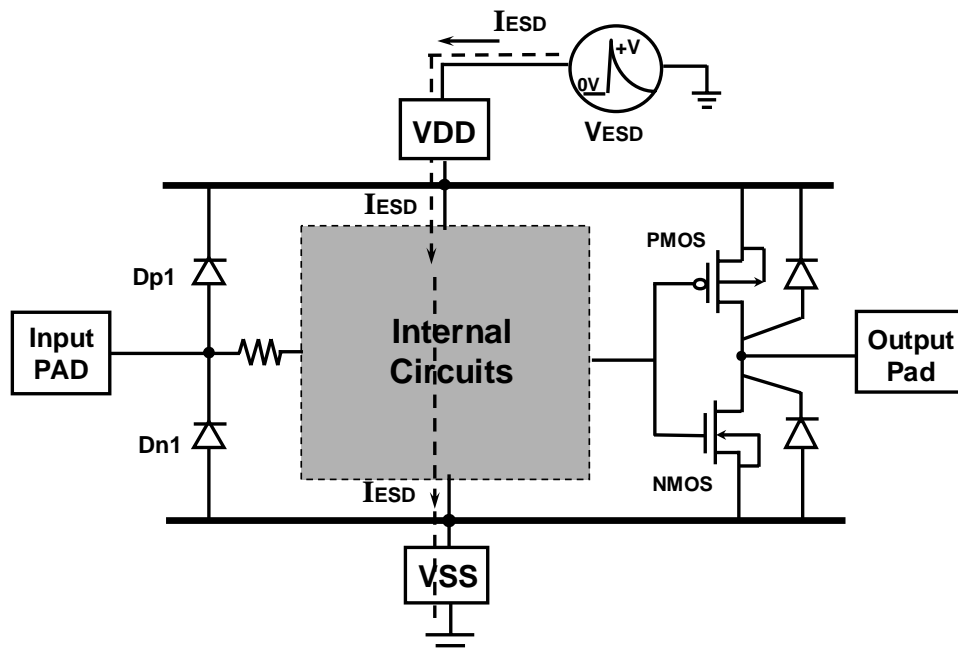 IESD
+V
0V
VESD
VDD
IESD
PMOS
Dp1
Input
PAD
Internal
Circuits
Output
Pad
Dn1
IESD
NMOS
VSS